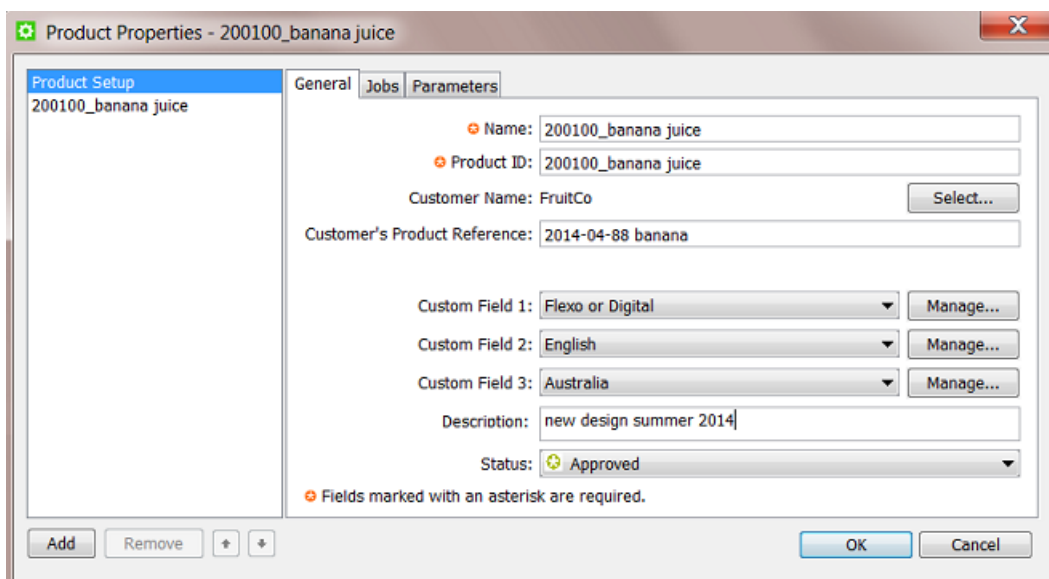 Product Properties - 200100_banana juice
Product Setup
200100_banana juice
General Jobs Parameters
Name: 200100_banana juice
Product ID: 200100_banana juice
Customer Name: FruitCo Select...
Customer's Product Reference: 2014-04-88 banana
Custom Field 1: Flexo or Digital Manage...
Custom Field 2: English Manage...
Custom Field 3: Australia Manage...
Description: new design summer 2014
Status: Approved
Fields marked with an asterisk are required.
Add Remove OK Cancel